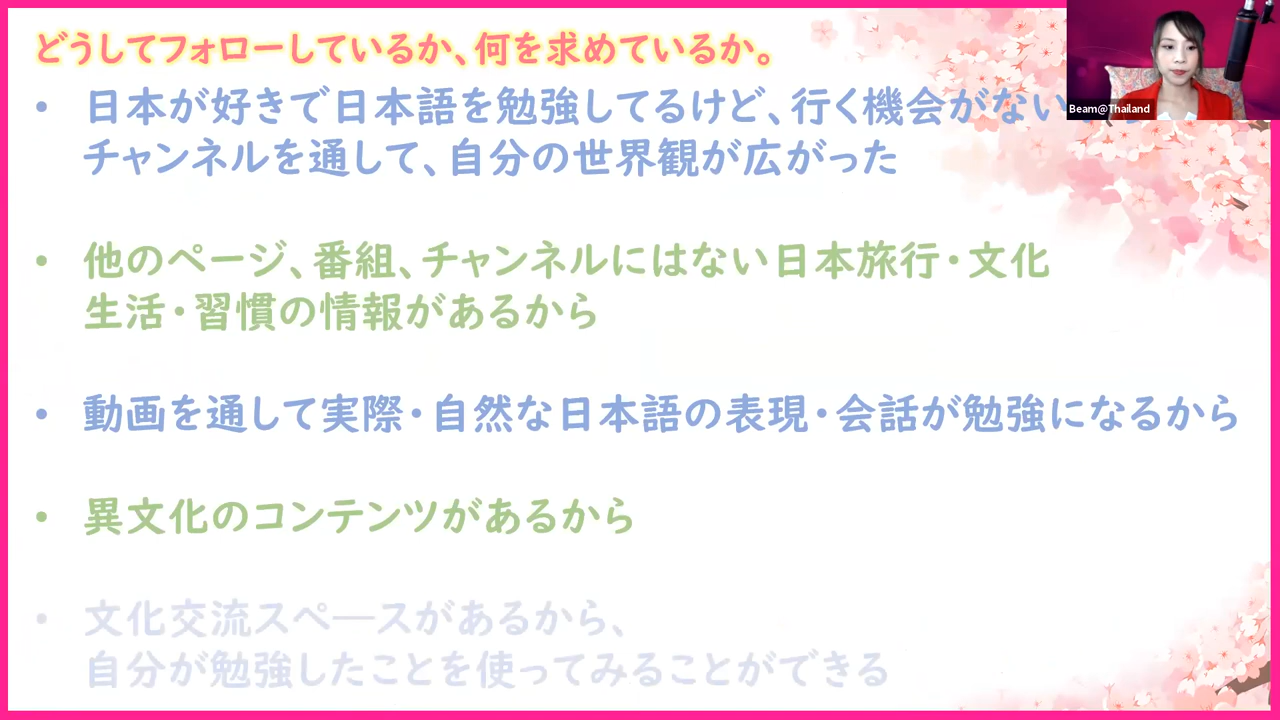 どうしてフォローしているか、何を求めているか。
• 日本が好きで日本語を勉強してるけど、行く機会がない
チャンネルを通して、自分の世界観が広がった
• 他のページ、番組、チャンネルにはない日本旅行・文化
生活・習慣の情報があるから
• 動画を通して実際・自然な日本語の表現・会話が勉強になるから
• 異文化のコンテンツがあるから
• 文化交流スペースがあるから、
自分が勉強したことを使ってみることができる
Beam@Thailand